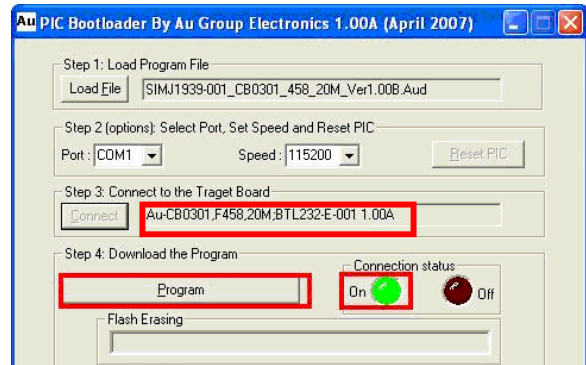 Au PIC Bootloader By Au Group Electronics 1.00A (April 2007)
Step 1: Load Program File
Load File SIMJ1939-001_CB0301_458_20M_Ver1.00B.Aud
Step 2 (options): Select Port, Set Speed and Reset PIC
Port : COM1 Speed : 115200 Reset PIC
Step 3: Connect to the Traget Board
Connect Au-CB0301,F458,20M;BTL232-E-001 1.00A
Step 4: Download the Program
Connection status
Program On Off
Flash Erasing